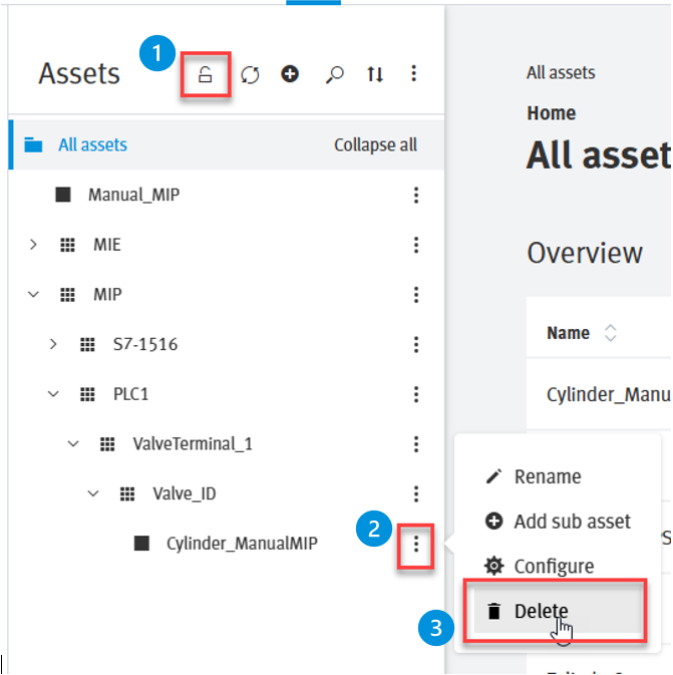 1
Assets
All assets
Collapse all
Manual_MIP
MIE
MIP
S7-1516
PLC1
ValveTerminal_1
Valve_ID
2
Cylinder_ManualMIP
All assets
Home
All asset
Overview
Name
Cylinder_Manu
Rename
Add sub asset
Configure
3
Delete